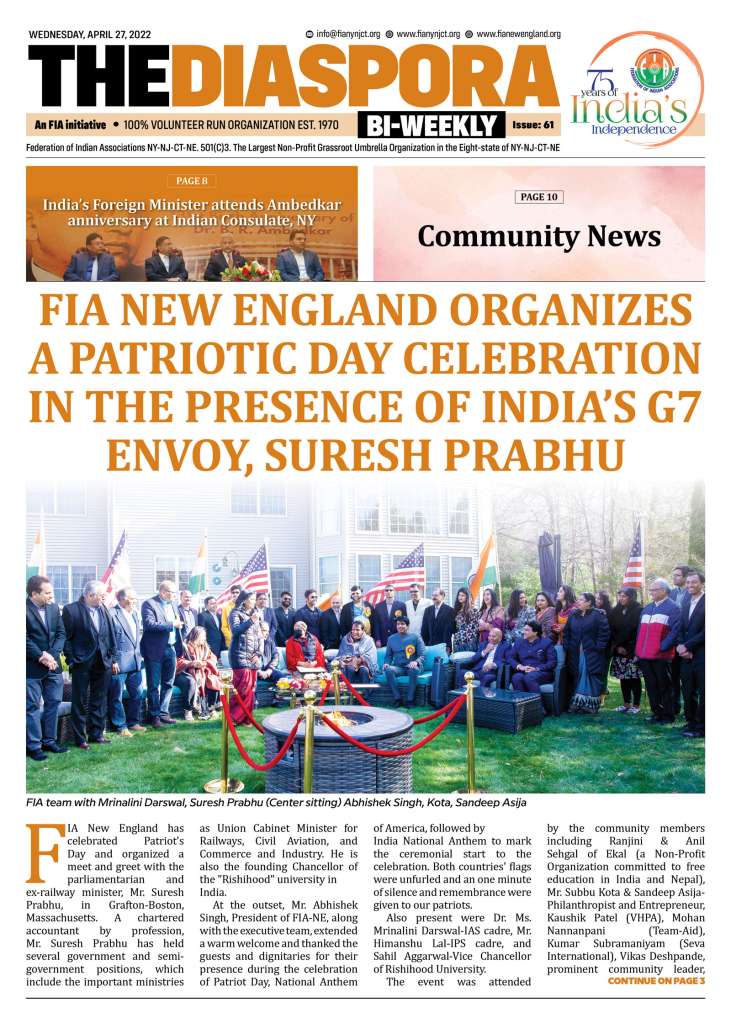 WEDNESDAY, APRIL 27, 2022
info@fianynjct.org www.fianynjct.org www.fianewengland.org
THEDIASPORA
An FIA initiative • 100% VOLUNTEER RUN ORGANIZATION EST. 1970
BI-WEEKLY
Issue: 61
75
years of
India's
Independence
FIA
FEDERATION OF INDIAN ASSOCIATIONS
Federation of Indian Associations NY-NJ-CT-NE. 501(C)3. The Largest Non-Profit Grassroot Umbrella Organization in the Eight-state of NY-NJ-CT-NE
PAGE 8
India's Foreign Minister attends Ambedkar
anniversary at Indian Consulate, NY
ary of
Dr. B. R. Ambedkar
PAGE 10
Community News
FIA NEW ENGLAND ORGANIZES
A PATRIOTIC DAY CELEBRATION
IN THE PRESENCE OF INDIA'S G7
ENVOY, SURESH PRABHU
FIA team with Mrinalini Darswal, Suresh Prabhu (Center sitting) Abhishek Singh, Kota, Sandeep Asija
FIA New England has
celebrated Patriot's
Day and organized a
meet and greet with the
parliamentarian and
ex-railway minister, Mr. Suresh
Prabhu, in Grafton-Boston,
Massachusetts. A chartered
accountant by profession,
Mr. Suresh Prabhu has held
several government and semi-
government positions, which
include the important ministries
as Union Cabinet Minister for
Railways, Civil Aviation, and
Commerce and Industry. He is
also the founding Chancellor of
the "Rishihood" university in
India.
At the outset, Mr. Abhishek
Singh, President of FIA-NE, along
with the executive team, extended
a warm welcome and thanked the
guests and dignitaries for their
presence during the celebration
of Patriot Day, National Anthem
of America, followed by
India National Anthem to mark
the ceremonial start to the
celebration. Both countries' flags
were unfurled and an one minute
of silence and remembrance were
given to our patriots.
Also present were Dr. Ms.
Mrinalini Darswal-IAS cadre, Mr.
Himanshu Lal-IPS cadre, and
Sahil Aggarwal-Vice Chancellor
of Rishihood University.
The event was attended
by the community members
including Ranjini & Anil
Sehgal of Ekal (a Non-Profit
Organization committed to free
education in India and Nepal),
Mr. Subbu Kota & Sandeep Asija-
Philanthropist and Entrepreneur,
Kaushik Patel (VHPA), Mohan
Nannanpani (Team-Aid),
Kumar Subramaniyam (Seva
International), Vikas Deshpande,
prominent community leader,
CONTINUE ON PAGE 3